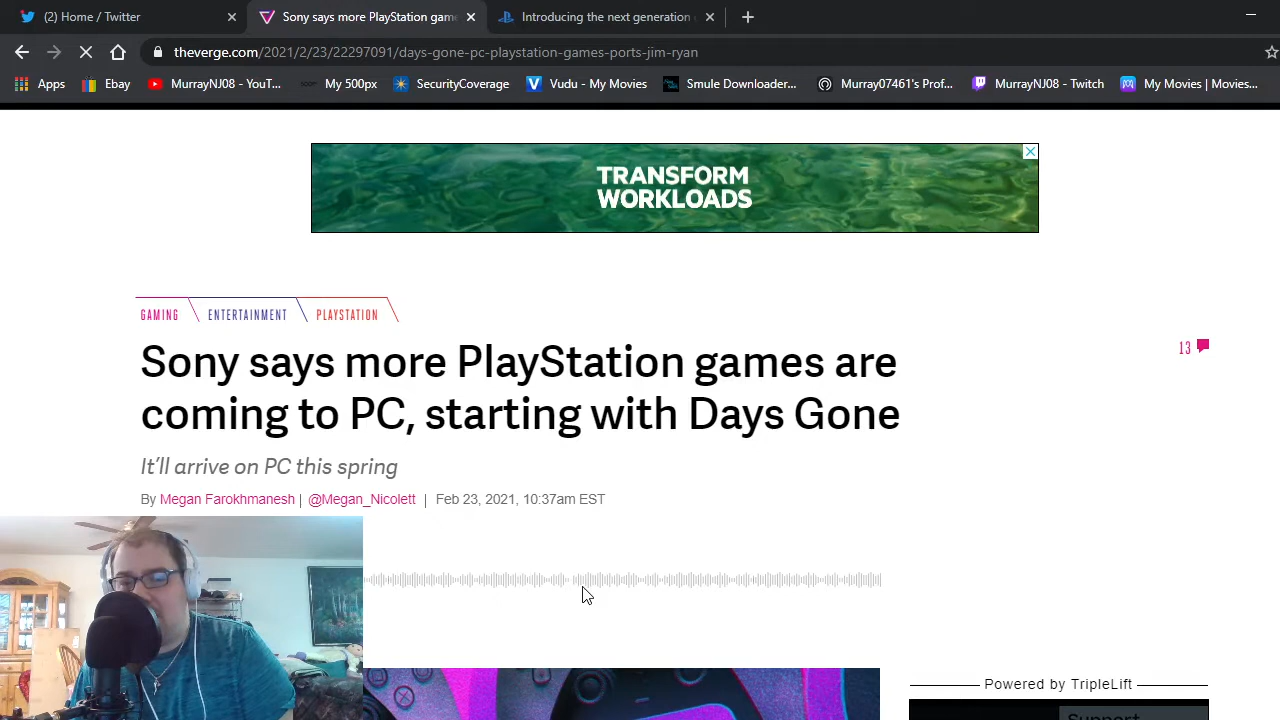 (2) Home / Twitter
Sony says more PlayStation game
Introducing the next generation
theverge.com/2021/2/23/22297091/days-gone-pc-playstation-games-ports-jim-ryan
Apps
Ebay
MurrayNJ08 - YouT...
My 500px
SecurityCoverage
Vudu - My Movies
Smule Downloader...
Murray07461's Prof...
MurrayNJ08 - Twitch
My Movies | Movies...
TRANSFORM
WORKLOADS
GAMING
ENTERTAINMENT
PLAYSTATION
Sony says more PlayStation games are
coming to PC, starting with Days Gone
13
It'll arrive on PC this spring
By Megan Farokhmanesh | @Megan_Nicolett | Feb 23, 2021, 10:37am EST
Powered by TripleLift
Support